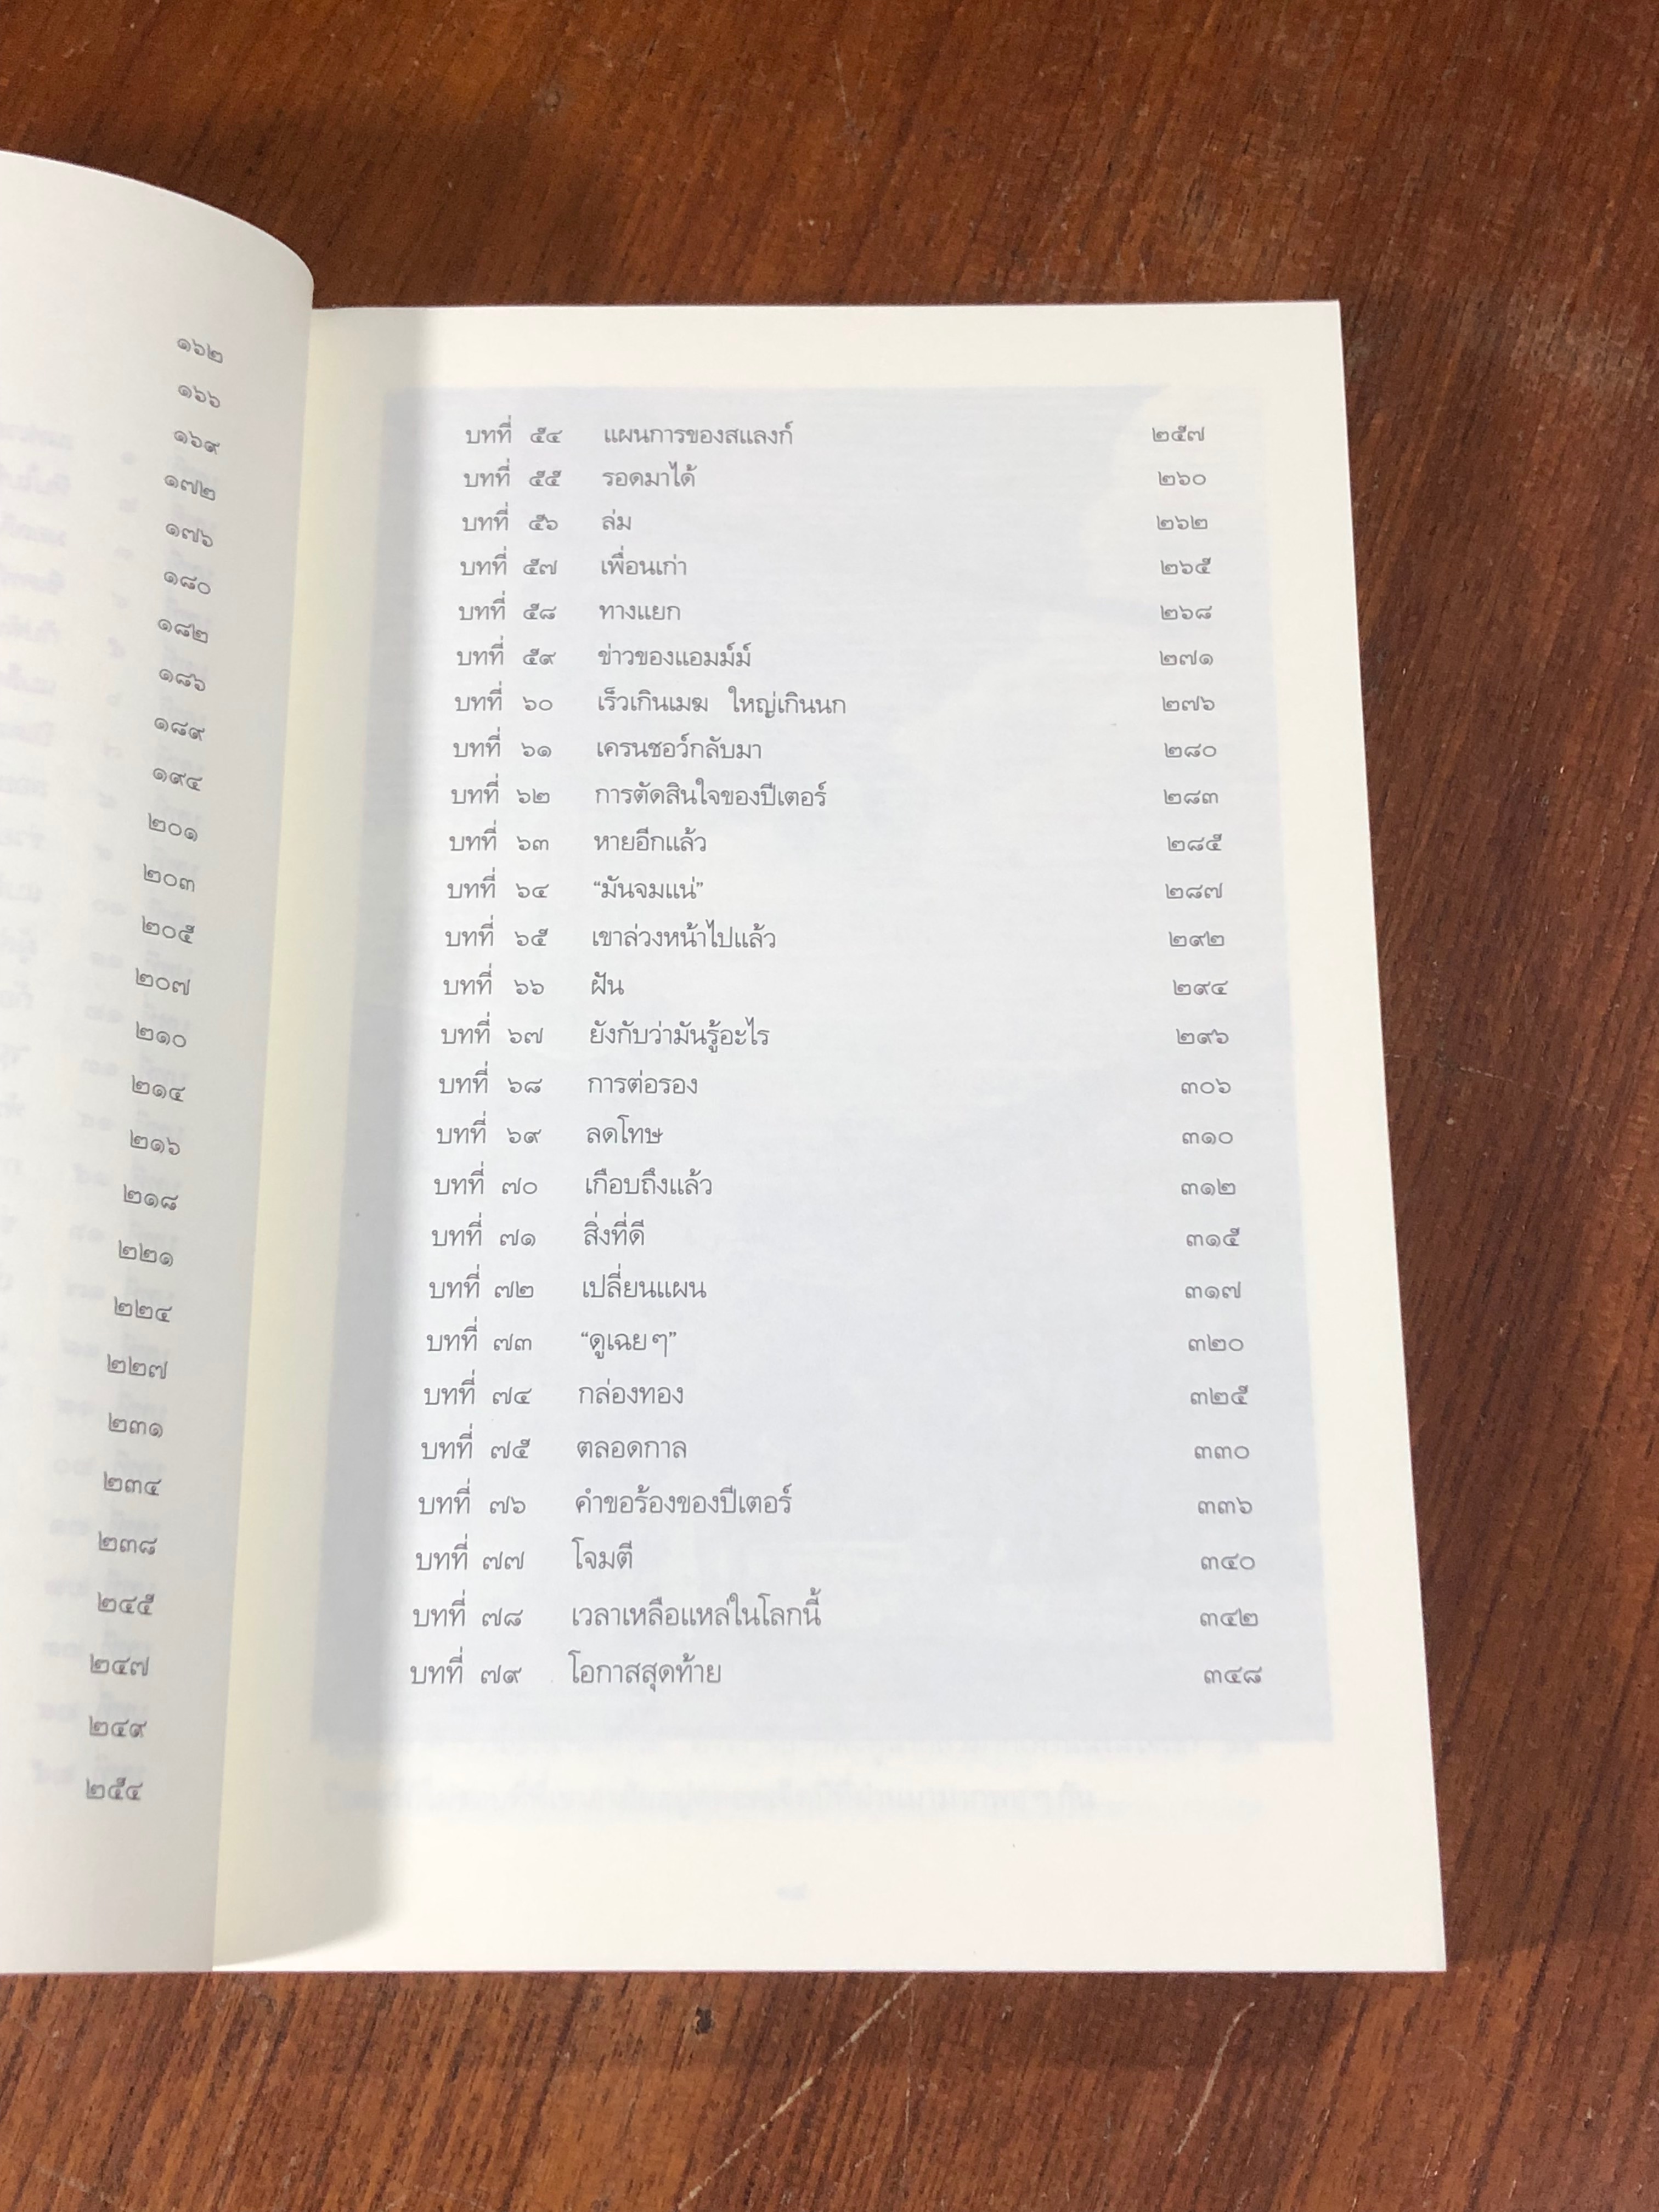 ๑๖๒
๑๖๖
๑๖๙
๑๗๒
๑๗๖
๑๘๐
๑๘๒
๑๘๖
๑๘๙
๑๙๔
๒๐๑
๒๐๓
๒๐๕
๒๐๗
๒๑๐
๒๑๔
๒๑๖
๒๑๘
๒๒๑
๒๒๔
๒๒๗
๒๓๑
๒๓๔
๒๓๘
๒๔๕
๒๔๗
๒๔๙
๒๕๔
บทที่ ๕๔ แผนการของสแลงก์ ๒๕๗
บทที่ ๕๕ รอดมาได้ ๒๖๐
บทที่ ๕๖ ล่ม ๒๖๒
บทที่ ๕๗ เพื่อนเก่า ๒๖๕
บทที่ ๕๘ ทางแยก ๒๖๘
บทที่ ๕๙ ข่าวของแอมม์ม์ ๒๗๑
บทที่ ๖๐ เร็วเกินเมฆ ใหญ่เกินนก ๒๗๖
บทที่ ๖๑ เครนชอว์กลับมา ๒๘๐
บทที่ ๖๒ การตัดสินใจของปีเตอร์ ๒๘๓
บทที่ ๖๓ หายอีกแล้ว ๒๘๕
บทที่ ๖๔ “มันจมแน่” ๒๘๗
บทที่ ๖๕ เขาล่วงหน้าไปแล้ว ๒๙๒
บทที่ ๖๖ ฝัน ๒๙๔
บทที่ ๖๗ ยังกับว่ามันรู้อะไร ๒๙๖
บทที่ ๖๘ การต่อรอง ๓๐๖
บทที่ ๖๙ ลดโทษ ๓๑๐
บทที่ ๗๐ เกือบถึงแล้ว ๓๑๒
บทที่ ๗๑ สิ่งที่ดี ๓๑๕
บทที่ ๗๒ เปลี่ยนแผน ๓๑๗
บทที่ ๗๓ “ดูเฉย ๆ” ๓๒๐
บทที่ ๗๔ กล่องทอง ๓๒๕
บทที่ ๗๕ ตลอดกาล ๓๓๐
บทที่ ๗๖ คำขอร้องของปีเตอร์ ๓๓๖
บทที่ ๗๗ โจมตี ๓๔๐
บทที่ ๗๘ เวลาเหลือแหล่ในโลกนี้ ๓๔๒
บทที่ ๗๙ โอกาสสุดท้าย ๓๔๘